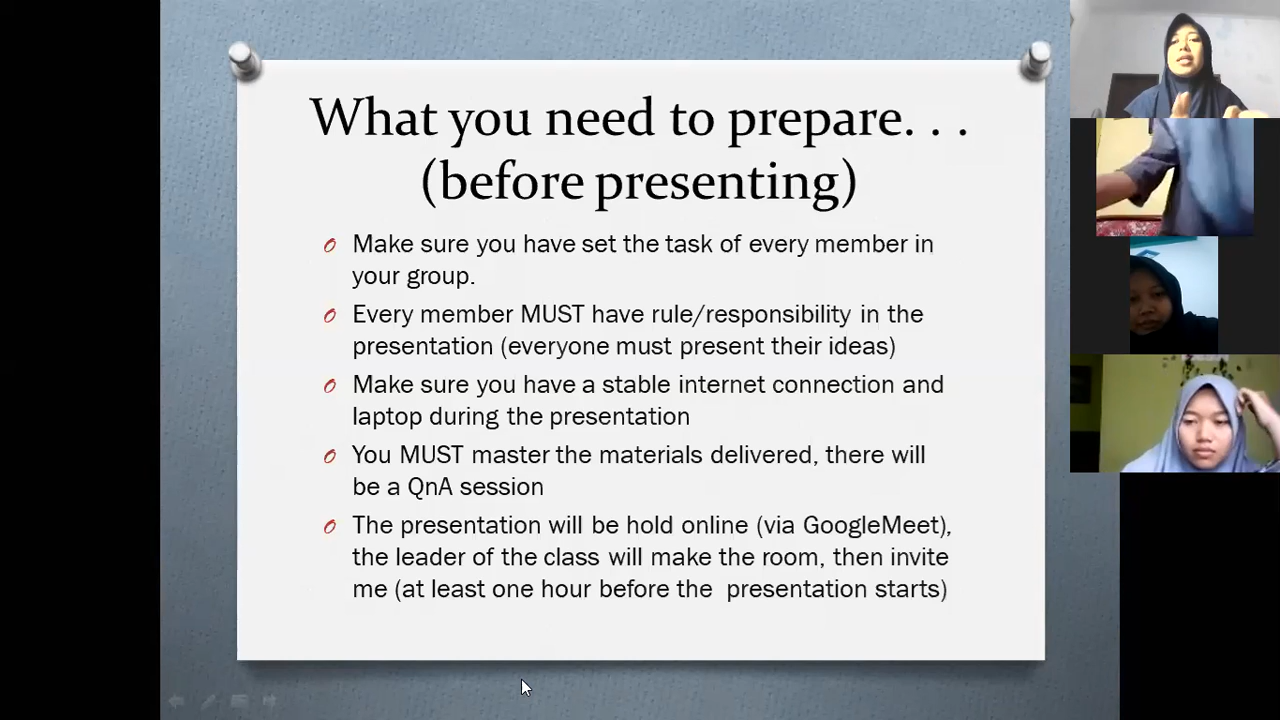 What you need to prepare. . .
(before presenting)
Make sure you have set the task of every member in
your group.
Every member MUST have rule/responsibility in the
presentation (everyone must present their ideas)
Make sure you have a stable internet connection and
laptop during the presentation
You MUST master the materials delivered, there will
be a QnA session
The presentation will be hold online (via GoogleMeet),
the leader of the class will make the room, then invite
me (at least one hour before the presentation starts)